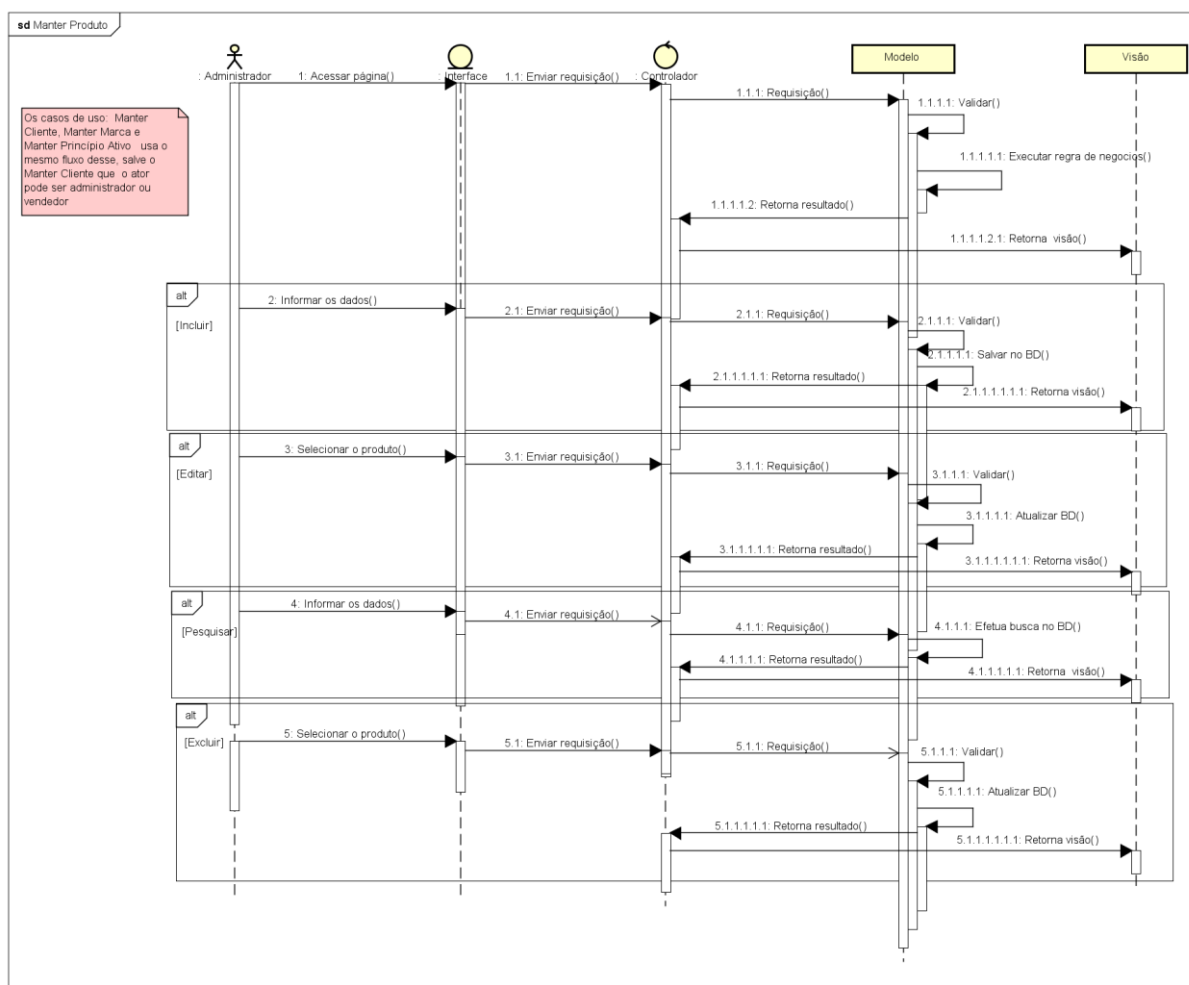 sd Manter Produto
: Administrador
: Interface
: Controlador
Modelo
Visão
1: Acessar página()
1.1: Enviar requisição()
1.1.1: Requisição()
1.1.1.1: Validar()
Os casos de uso: Manter
Cliente, Manter Marca e
Manter Princípio Ativo usa o
mesmo fluxo desse, salve o
Manter Cliente que o ator
pode ser administrador ou
vendedor
1.1.1.1.1: Executar regra de negocios()
1.1.1.1.2: Retorna resultado()
1.1.1.1.2.1: Retorna visão()
alt
[Incluir]
2: Informar os dados()
2.1: Enviar requisição()
2.1.1: Requisição()
2.1.1.1: Validar()
2.1.1.1.1: Salvar no BD()
2.1.1.1.1.1: Retorna resultado()
2.1.1.1.1.1.1: Retorna visão()
alt
[Editar]
3: Selecionar o produto()
3.1: Enviar requisição()
3.1.1: Requisição()
3.1.1.1: Validar()
3.1.1.1.1: Atualizar BD()
3.1.1.1.1.1: Retorna resultado()
3.1.1.1.1.1.1: Retorna visão()
alt
[Pesquisar]
4: Informar os dados()
4.1: Enviar requisição()
4.1.1: Requisição()
4.1.1.1: Efetua busca no BD()
4.1.1.1.1: Retorna resultado()
4.1.1.1.1.1: Retorna visão()
alt
[Excluir]
5: Selecionar o produto()
5.1: Enviar requisição()
5.1.1: Requisição()
5.1.1.1: Validar()
5.1.1.1.1: Atualizar BD()
5.1.1.1.1.1: Retorna resultado()
5.1.1.1.1.1.1: Retorna visão()